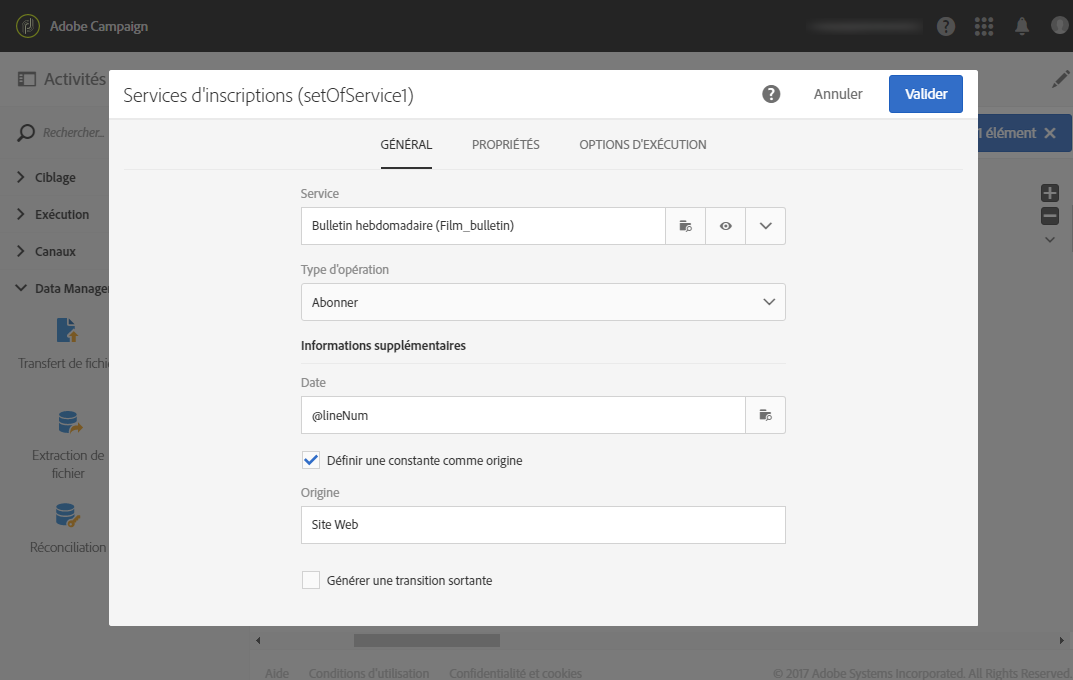 Adobe Campaign
Activités
Services d'inscriptions (setOfService1)
Annuler
Valider
1 élément
Rechercher...
GÉNÉRAL
PROPRIÉTÉS
OPTIONS D'EXÉCUTION
Ciblage
Exécution
Canaux
Data Manage
Transfert de fichi
Extraction de
fichier
Réconciliation
Service
Bulletin hebdomadaire (Film_bulletin)
Type d'opération
Abonner
Informations supplémentaires
Date
@lineNum
Définir une constante comme origine
Origine
Site Web
Générer une transition sortante
Aide
Conditions d'utilisation
Confidentialité et cookies
© 2017 Adobe Systems Incorporated. All Rights Reserved.